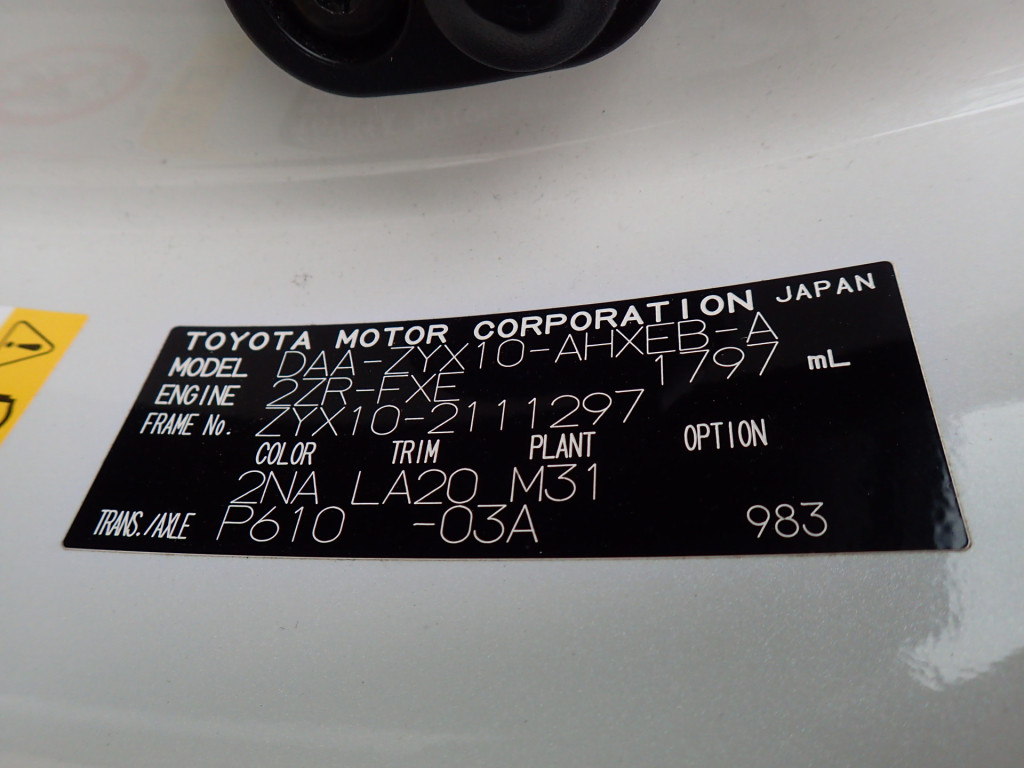 TOYOTA MOTOR CORPORATION JAPAN
MODEL DAA-ZYX10-AHXEB-A
ENGINE 2ZR-FXE 1797 mL
FRAME No. ZYX10-2111297
COLOR TRIM PLANT OPTION
2NA LA20 M31
TRANS./AXLE P610 -03A 983